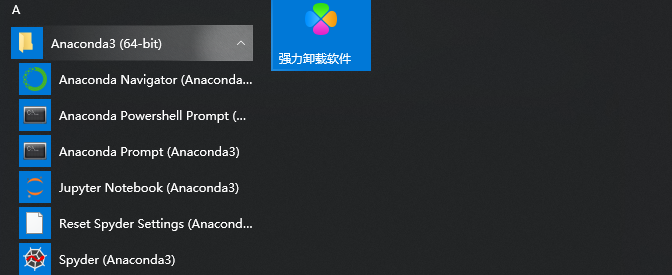 A
Anaconda3 (64-bit)
强力卸载软件
Anaconda Navigator (Anaconda...
Anaconda Powershell Prompt (...
Anaconda Prompt (Anaconda3)
Jupyter Notebook (Anaconda3)
Reset Spyder Settings (Anacond...
Spyder (Anaconda3)